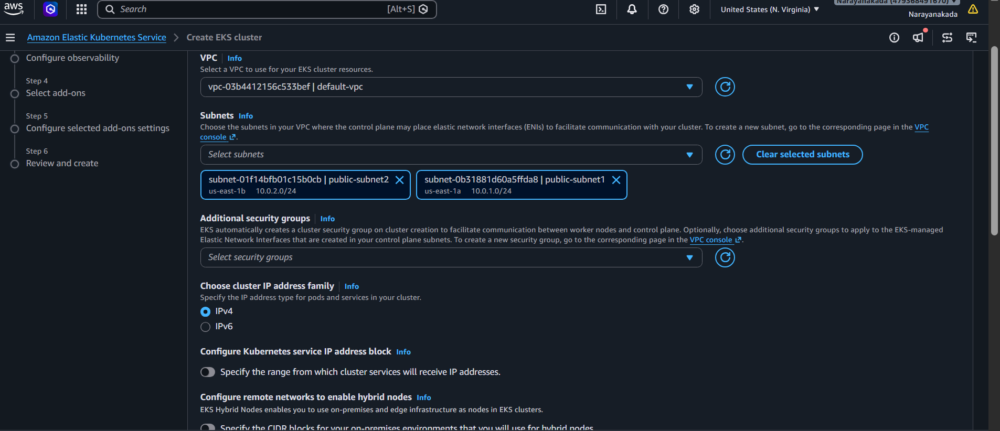 aws
Search
[Alt+S]
United States (N. Virginia)
Narayanakada (479368491670)
Narayanakada
Amazon Elastic Kubernetes Service
Create EKS cluster
Configure observability
Step 4
Select add-ons
Step 5
Configure selected add-ons settings
Step 6
Review and create
VPC Info
Select a VPC to use for your EKS cluster resources.
vpc-03b4412156c533bef | default-vpc
Subnets Info
Choose the subnets in your VPC where the control plane may place elastic network interfaces (ENIs) to facilitate communication with your cluster. To create a new subnet, go to the corresponding page in the VPC
console.
Select subnets
Clear selected subnets
subnet-01f14bfb01c15b0cb | public-subnet2
us-east-1b 10.0.2.0/24
subnet-0b31881d60a5ffda8 | public-subnet1
us-east-1a 10.0.1.0/24
Additional security groups Info
EKS automatically creates a cluster security group on cluster creation to facilitate communication between worker nodes and control plane. Optionally, choose additional security groups to apply to the EKS-managed
Elastic Network Interfaces that are created in your control plane subnets. To create a new security group, go to the corresponding page in the VPC console.
Select security groups
Choose cluster IP address family Info
Specify the IP address type for pods and services in your cluster.
IPv4
IPv6
Configure Kubernetes service IP address block Info
Specify the range from which cluster services will receive IP addresses.
Configure remote networks to enable hybrid nodes Info
EKS Hybrid Nodes enables you to use on-premises and edge infrastructure as nodes in EKS clusters.
Specify the CIDR blocks for your on-premises environments that you will use for hybrid nodes.